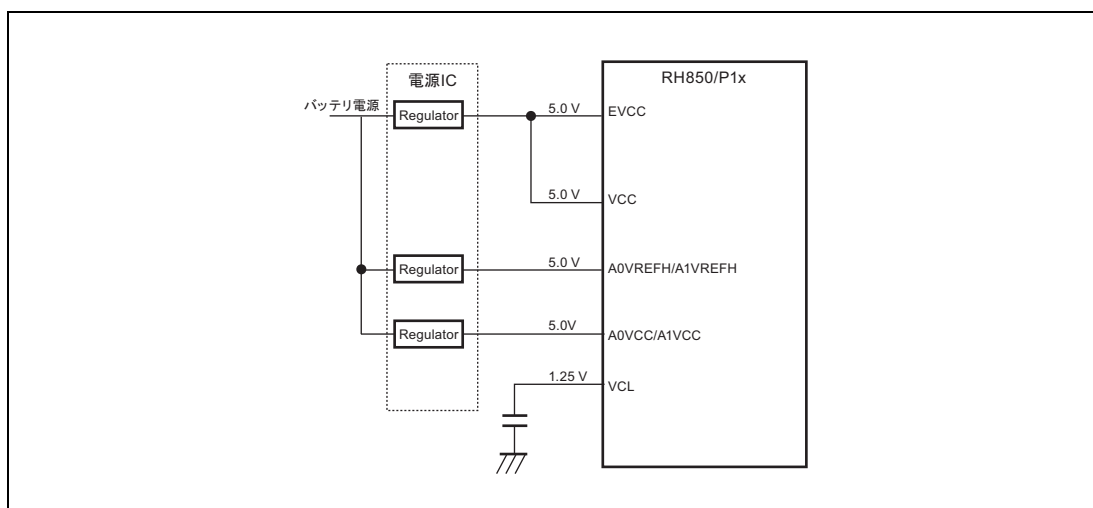 電源IC
RH850/P1x
バッテリ電源
Regulator
5.0 V
EVCC
5.0 V
VCC
Regulator
5.0 V
A0VREFH/A1VREFH
Regulator
5.0V
A0VCC/A1VCC
1.25 V
VCL